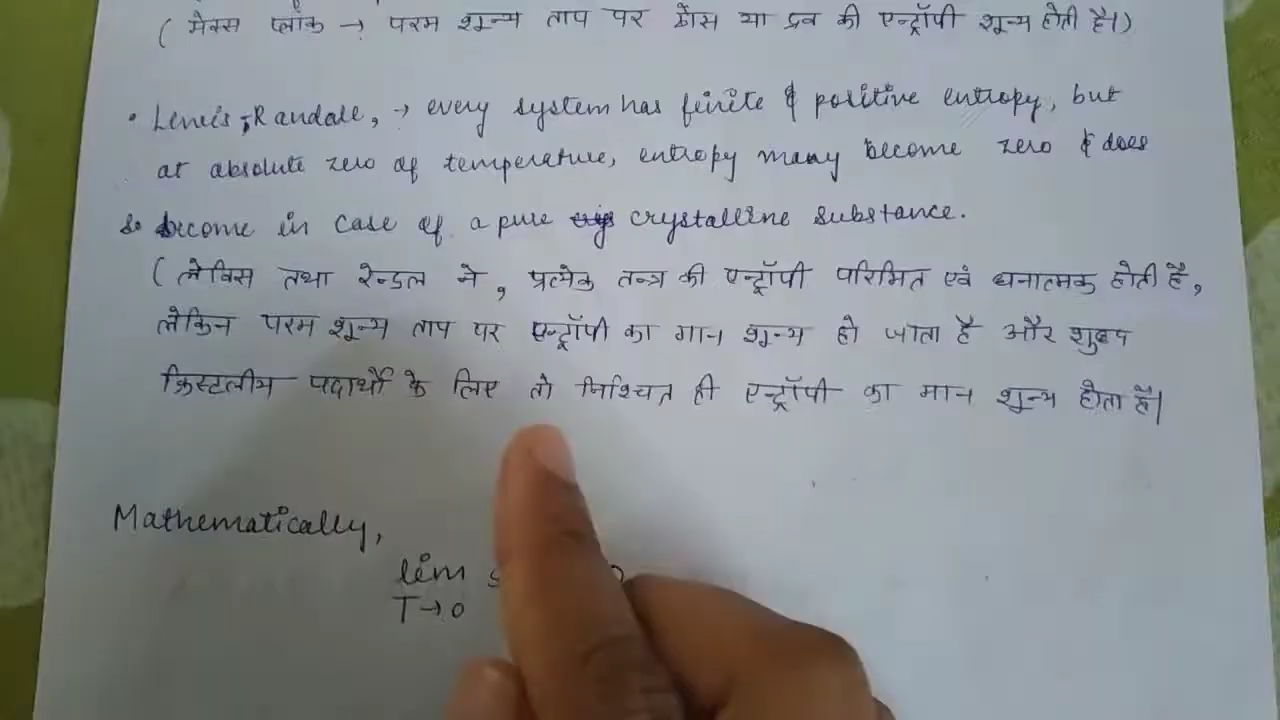 ( मैक्स प्लांक → परम शून्य ताप पर ठोस या द्रव की एन्ट्रॉपी शून्य होती है।)
• Lewis, Randall, → every system has finite & positive entropy, but
at absolute zero of temperature, entropy many become zero & does
so become in case of a pure crystalline substance.
( लेविस तथा रेन्डल ने, प्रत्येक तन्त्र की एन्ट्रॉपी परिमित एवं धनात्मक होती है,
लेकिन परम शून्य ताप पर एन्ट्रॉपी का मान शून्य हो जाता है और शुद्ध
क्रिस्टलीय पदार्थों के लिए तो निश्चित ही एन्ट्रॉपी का मान शून्य होता है।
Mathematically,
lim
T→0